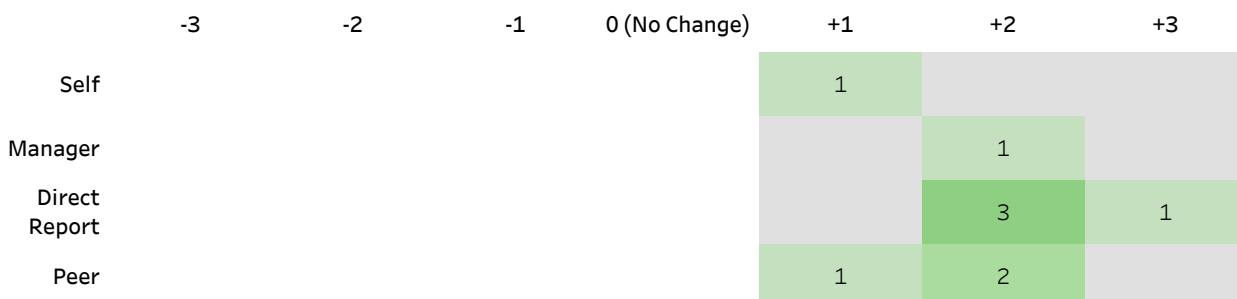 -3 -2 -1 0 (No Change) +1 +2 +3
Self 1
Manager 1
Direct
Report 3 1
Peer 1 2